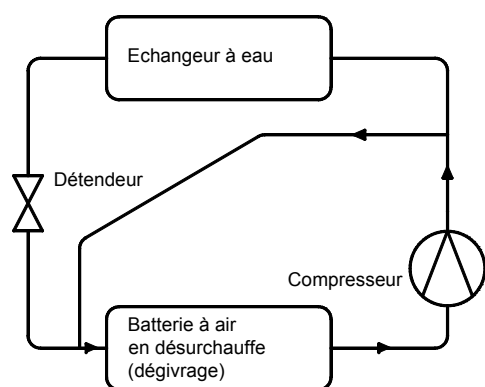 Echangeur à eau
Détendeur
Compresseur
Batterie à air
en désurchauffe
(dégivrage)